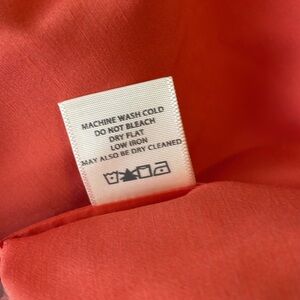 MACHINE WASH COLD
DO NOT BLEACH
DRY FLAT
LOW IRON
MAY ALSO BE DRY CLEANED